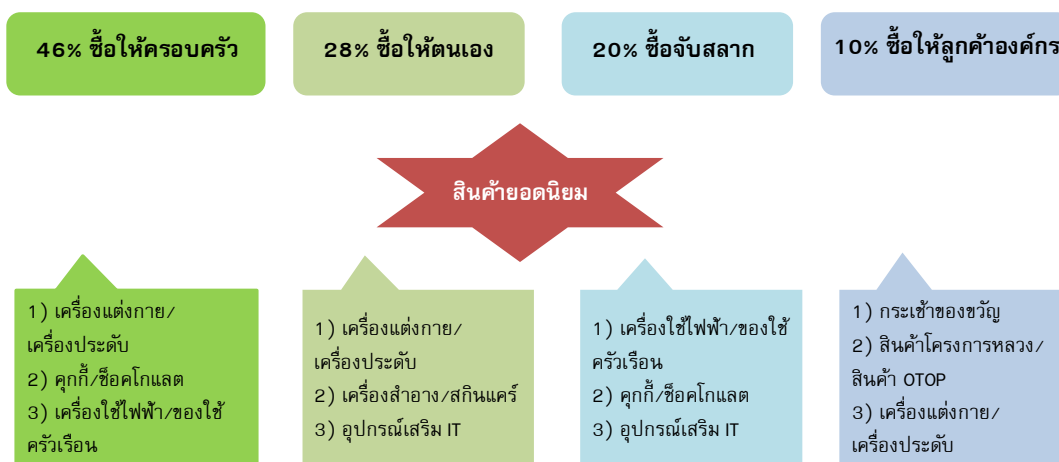 46% ซื้อให้ครอบครัว
28% ซื้อให้ตนเอง
20% ซื้อจับสลาก
10% ซื้อให้ลูกค้าองค์กร
สินค้ายอดนิยม
1) เครื่องแต่งกาย/
เครื่องประดับ
2) คุกกี้/ช็อคโกแลต
3) เครื่องใช้ไฟฟ้า/ของใช้
ครัวเรือน
1) เครื่องแต่งกาย/
เครื่องประดับ
2) เครื่องสำอาง/สกินแคร์
3) อุปกรณ์เสริม IT
1) เครื่องใช้ไฟฟ้า/ของใช้
ครัวเรือน
2) คุกกี้/ช็อคโกแลต
3) อุปกรณ์เสริม IT
1) กระเช้าของขวัญ
2) สินค้าโครงการหลวง/
สินค้า OTOP
3) เครื่องแต่งกาย/
เครื่องประดับ